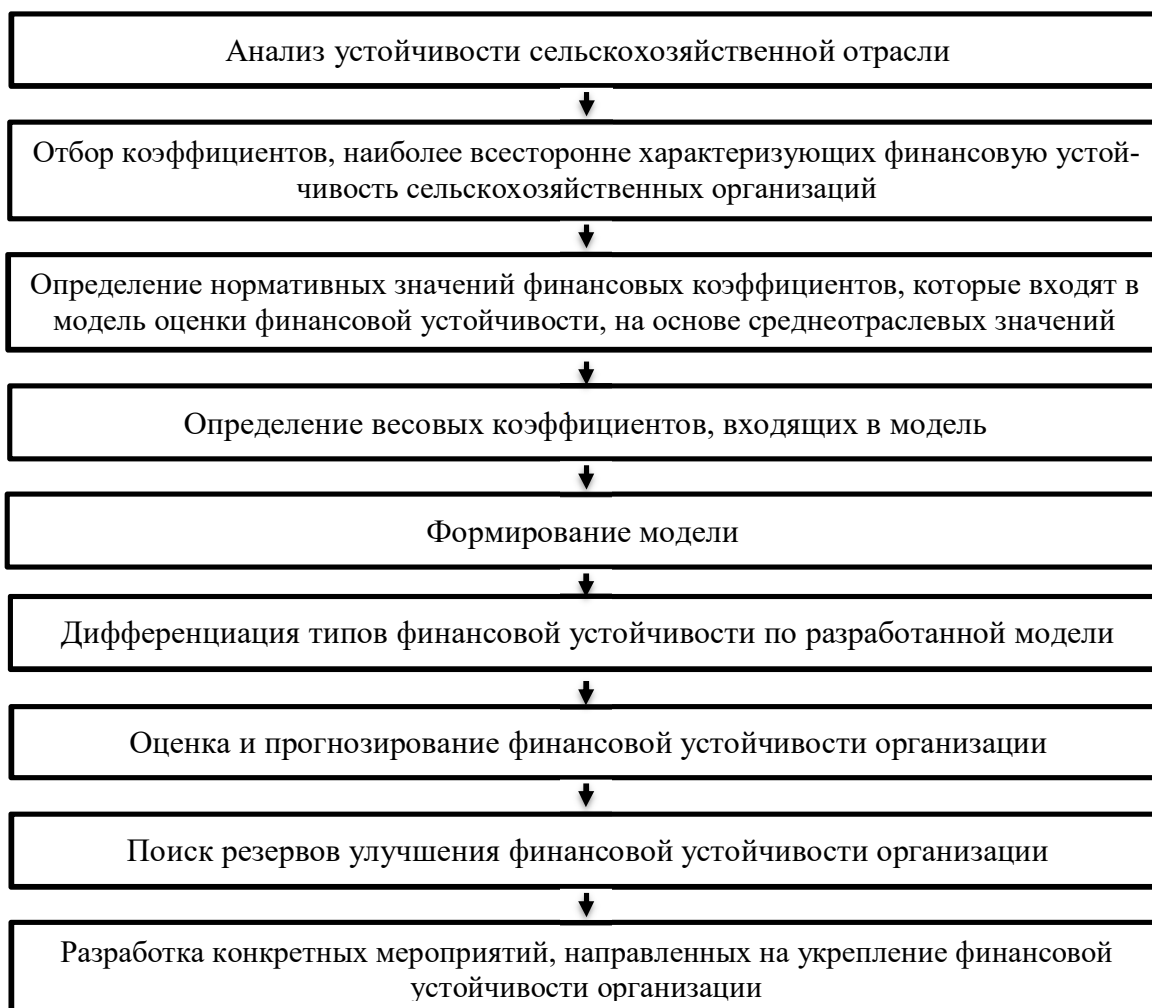 Анализ устойчивости сельскохозяйственной отрасли
Отбор коэффициентов, наиболее всесторонне характеризующих финансовую устой-
чивость сельскохозяйственных организаций
Определение нормативных значений финансовых коэффициентов, которые входят в
модель оценки финансовой устойчивости, на основе среднеотраслевых значений
Определение весовых коэффициентов, входящих в модель
Формирование модели
Дифференциация типов финансовой устойчивости по разработанной модели
Оценка и прогнозирование финансовой устойчивости организации
Поиск резервов улучшения финансовой устойчивости организации
Разработка конкретных мероприятий, направленных на укрепление финансовой
устойчивости организации